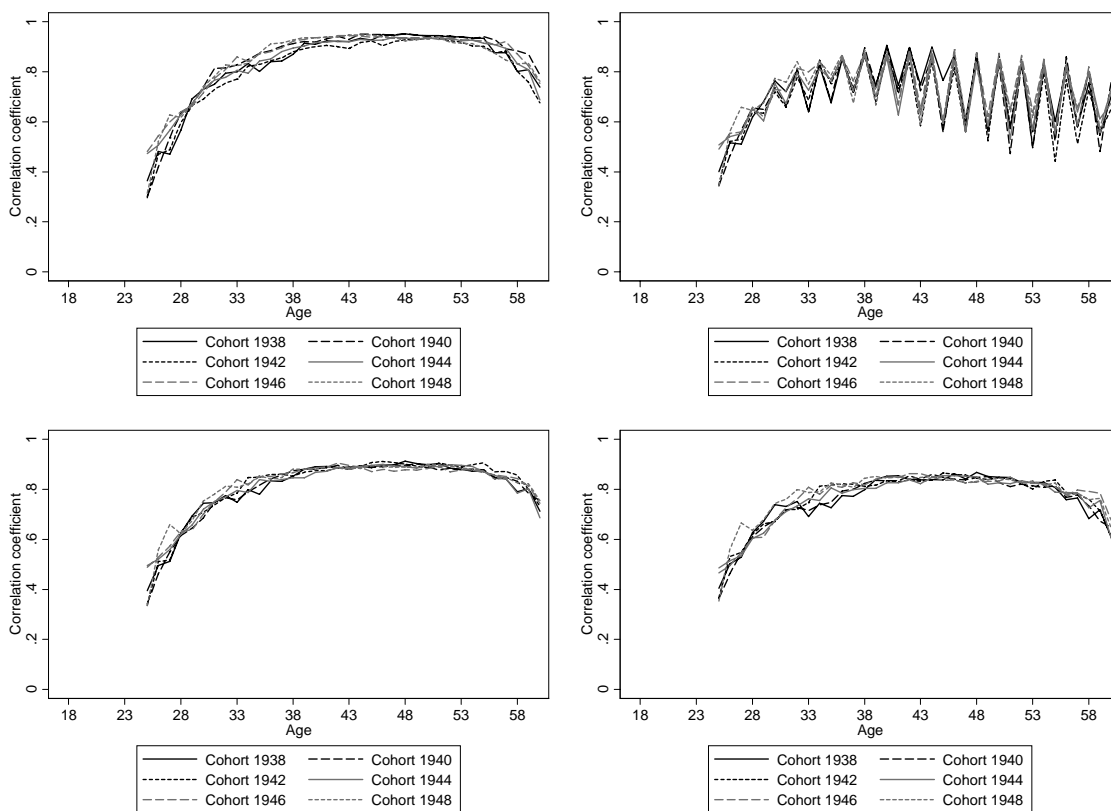 Correlation coefficient
0 .2 .4 .6 .8 1
18 23 28 33 38 43 48 53 58
Age
Cohort 1938 Cohort 1940
Cohort 1942 Cohort 1944
Cohort 1946 Cohort 1948
Correlation coefficient
0 .2 .4 .6 .8 1
18 23 28 33 38 43 48 53 58
Age
Cohort 1938 Cohort 1940
Cohort 1942 Cohort 1944
Cohort 1946 Cohort 1948
Correlation coefficient
0 .2 .4 .6 .8 1
18 23 28 33 38 43 48 53 58
Age
Cohort 1938 Cohort 1940
Cohort 1942 Cohort 1944
Cohort 1946 Cohort 1948
Correlation coefficient
0 .2 .4 .6 .8 1
18 23 28 33 38 43 48 53 58
Age
Cohort 1938 Cohort 1940
Cohort 1942 Cohort 1944
Cohort 1946 Cohort 1948